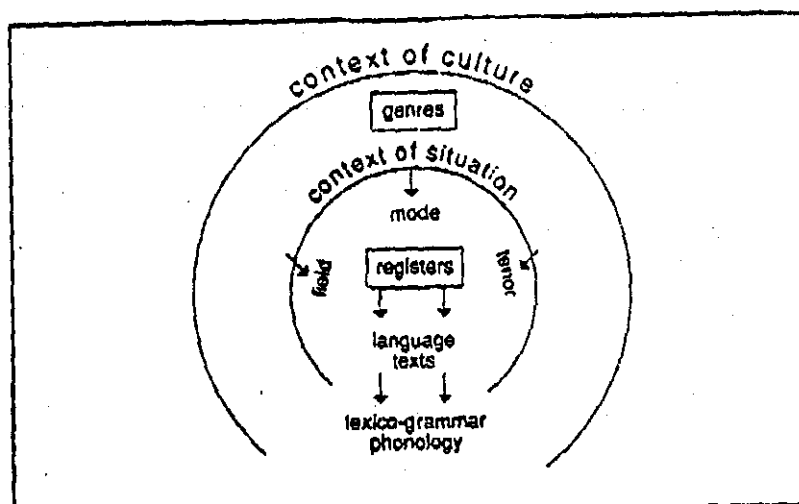 context of culture
genres
context of situation
mode
field
registers
tenor
language
texts
lexico-grammar
phonology